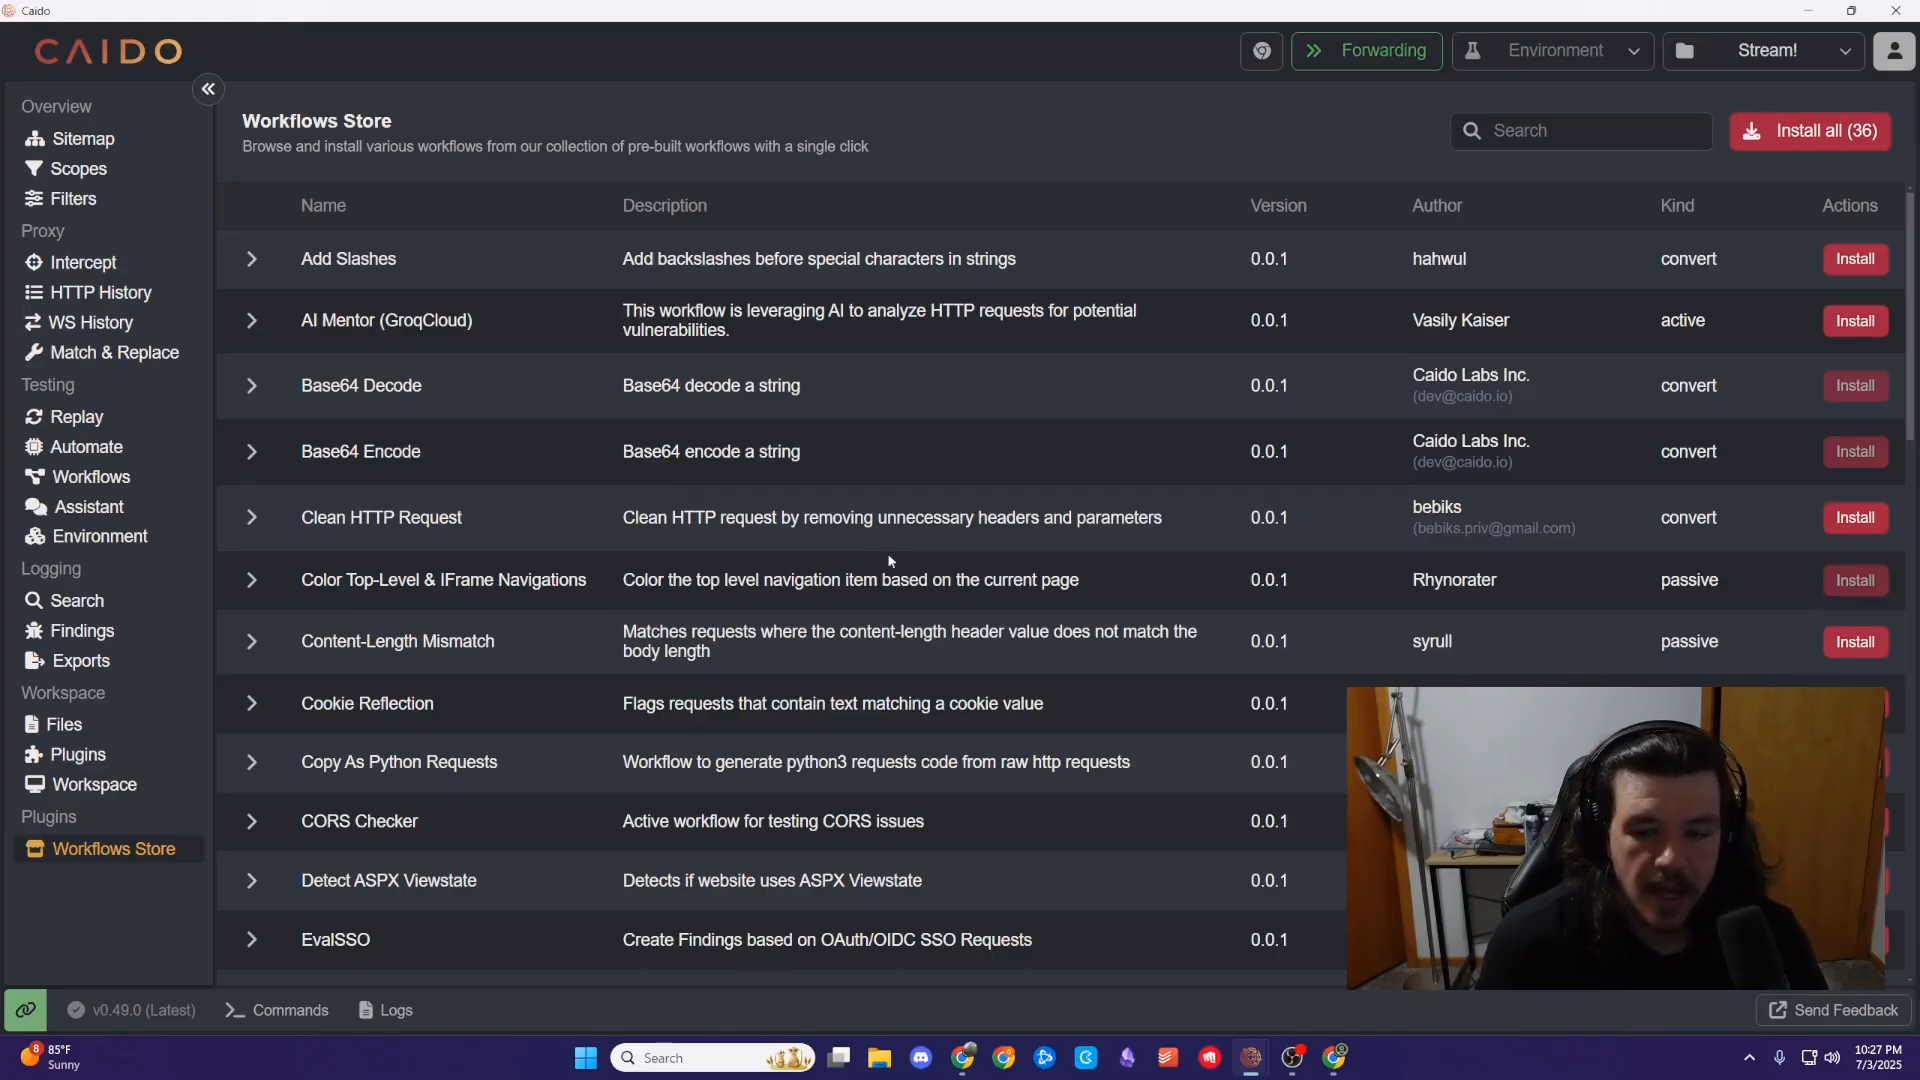 Caido
CAIDO
Forwarding
Environment
Stream!
Overview
Sitemap
Scopes
Filters
Proxy
Intercept
HTTP History
WS History
Match & Replace
Testing
Replay
Automate
Workflows
Assistant
Environment
Logging
Search
Findings
Exports
Workspace
Files
Plugins
Workspace
Plugins
Workflows Store
Workflows Store
Browse and install various workflows from our collection of pre-built workflows with a single click
Search
Install all (36)
Name Description Version Author Kind Actions
Add Slashes Add backslashes before special characters in strings 0.0.1 hahwul convert Install
AI Mentor (GroqCloud) This workflow is leveraging AI to analyze HTTP requests for potential
vulnerabilities. 0.0.1 Vasily Kaiser active Install
Base64 Decode Base64 decode a string 0.0.1 Caido Labs Inc. convert Install
(dev@caido.io)
Base64 Encode Base64 encode a string 0.0.1 Caido Labs Inc. convert Install
(dev@caido.io)
Clean HTTP Request Clean HTTP request by removing unnecessary headers and parameters 0.0.1 bebiks convert Install
(bebiks.priv@gmail.com)
Color Top-Level & IFrame Navigations Color the top level navigation item based on the current page 0.0.1 Rhynorater passive Install
Content-Length Mismatch Matches requests where the content-length header value does not match the
body length 0.0.1 syrull passive Install
Cookie Reflection Flags requests that contain text matching a cookie value 0.0.1
Copy As Python Requests Workflow to generate python3 requests code from raw http requests 0.0.1
CORS Checker Active workflow for testing CORS issues 0.0.1
Detect ASPX Viewstate Detects if website uses ASPX Viewstate 0.0.1
EvalSSO Create Findings based on OAuth/OIDC SSO Requests 0.0.1
v0.49.0 (Latest)
Commands
Logs
Send Feedback
8
85°F
Sunny
Search
10:27 PM
7/3/2025